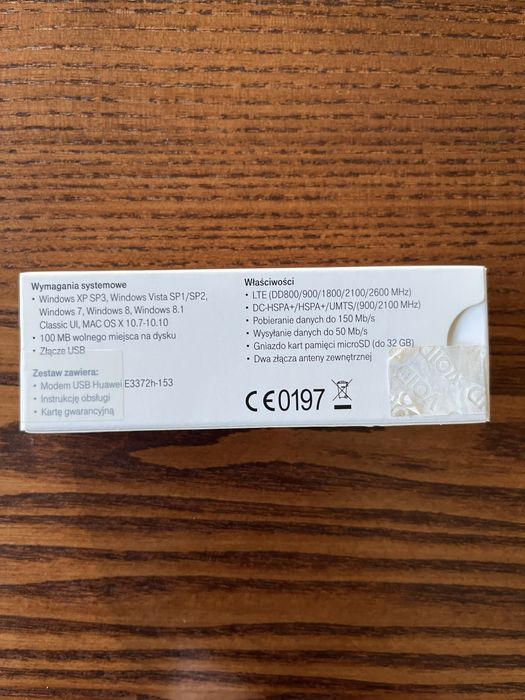 Wymagania systemowe
• Windows XP SP3, Windows Vista SP1/SP2,
Windows 7, Windows 8, Windows 8.1
Classic UI, MAC OS X 10.7-10.10
• 100 MB wolnego miejsca na dysku
• Złącze USB
Zestaw zawiera:
• Modem USB Huawei E3372h-153
• Instrukcję obsługi
• Kartę gwarancyjną
Właściwości
• LTE (DD800/900/1800/2100/2600 MHz)
• DC-HSPA+/HSPA+/UMTS/(900/2100 MHz)
• Pobieranie danych do 150 Mb/s
• Wysyłanie danych do 50 Mb/s
• Gniazdo kart pamięci microSD (do 32 GB)
• Dwa złącza anteny zewnętrznej
CE0197
VOID